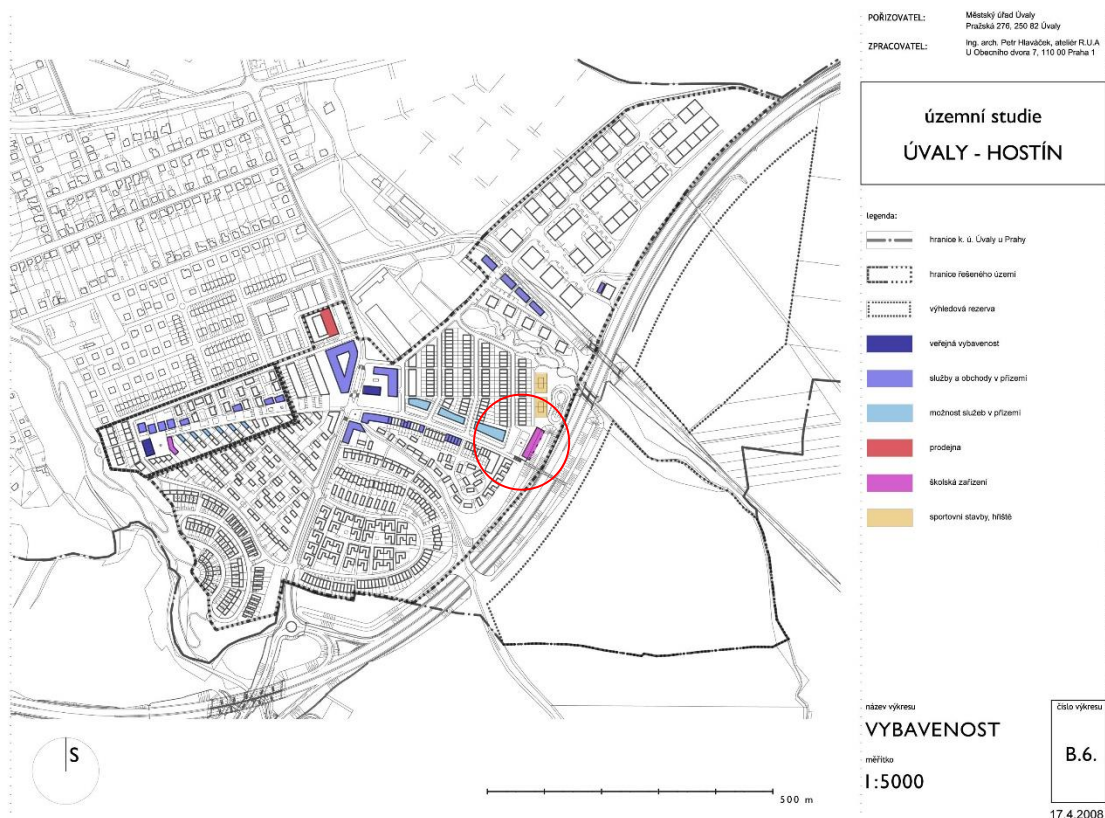 POŘIZOVATEL:
Městský úřad Úvaly
Pražská 276, 250 82 Úvaly
ZPRACOVATEL:
Ing. arch. Petr Hlaváček, ateliér R.U.A
U Obecního dvora 7, 110 00 Praha 1
územní studie
ÚVALY - HOSTÍN
legenda:
hranice k. ú. Úvaly u Prahy
hranice řešeného území
výhledová rezerva
veřejná vybavenost
služby a obchody v přízemí
možnost služeb v přízemí
prodejna
školská zařízení
sportovní stavby, hřiště
název výkresu
VYBAVENOST
měřítko
1:5000
číslo výkresu
B.6.
17.4.2008
S
500 m